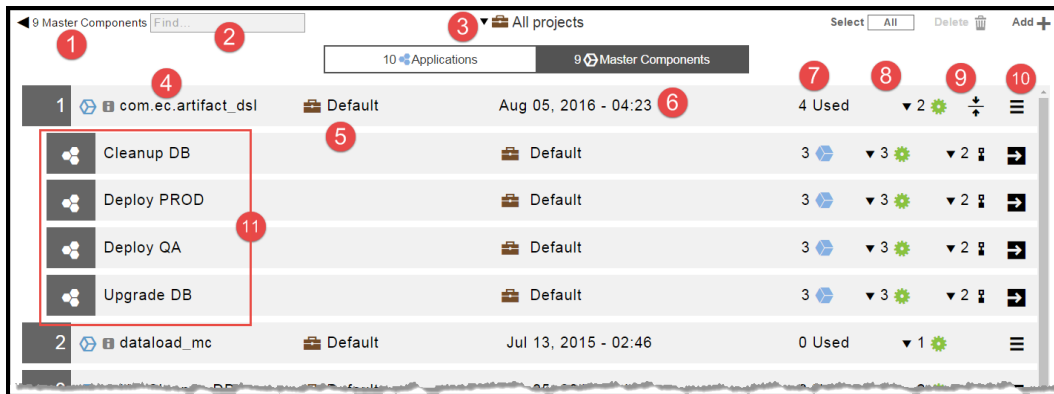 9 Master Components Find... All projects Select All Delete Add
1 2 3
10 Applications 9 Master Components
4 7 8 9 10
1 com.ec.artifact_dsl Default Aug 05, 2016 - 04:23 6 4 Used 2
5
Cleanup DB Default 3 3 2
Deploy PROD Default 3 3 2
11
Deploy QA Default 3 3 2
Upgrade DB Default 3 3 2
2 dataload_mc Default Jul 13, 2015 - 02:46 0 Used 1